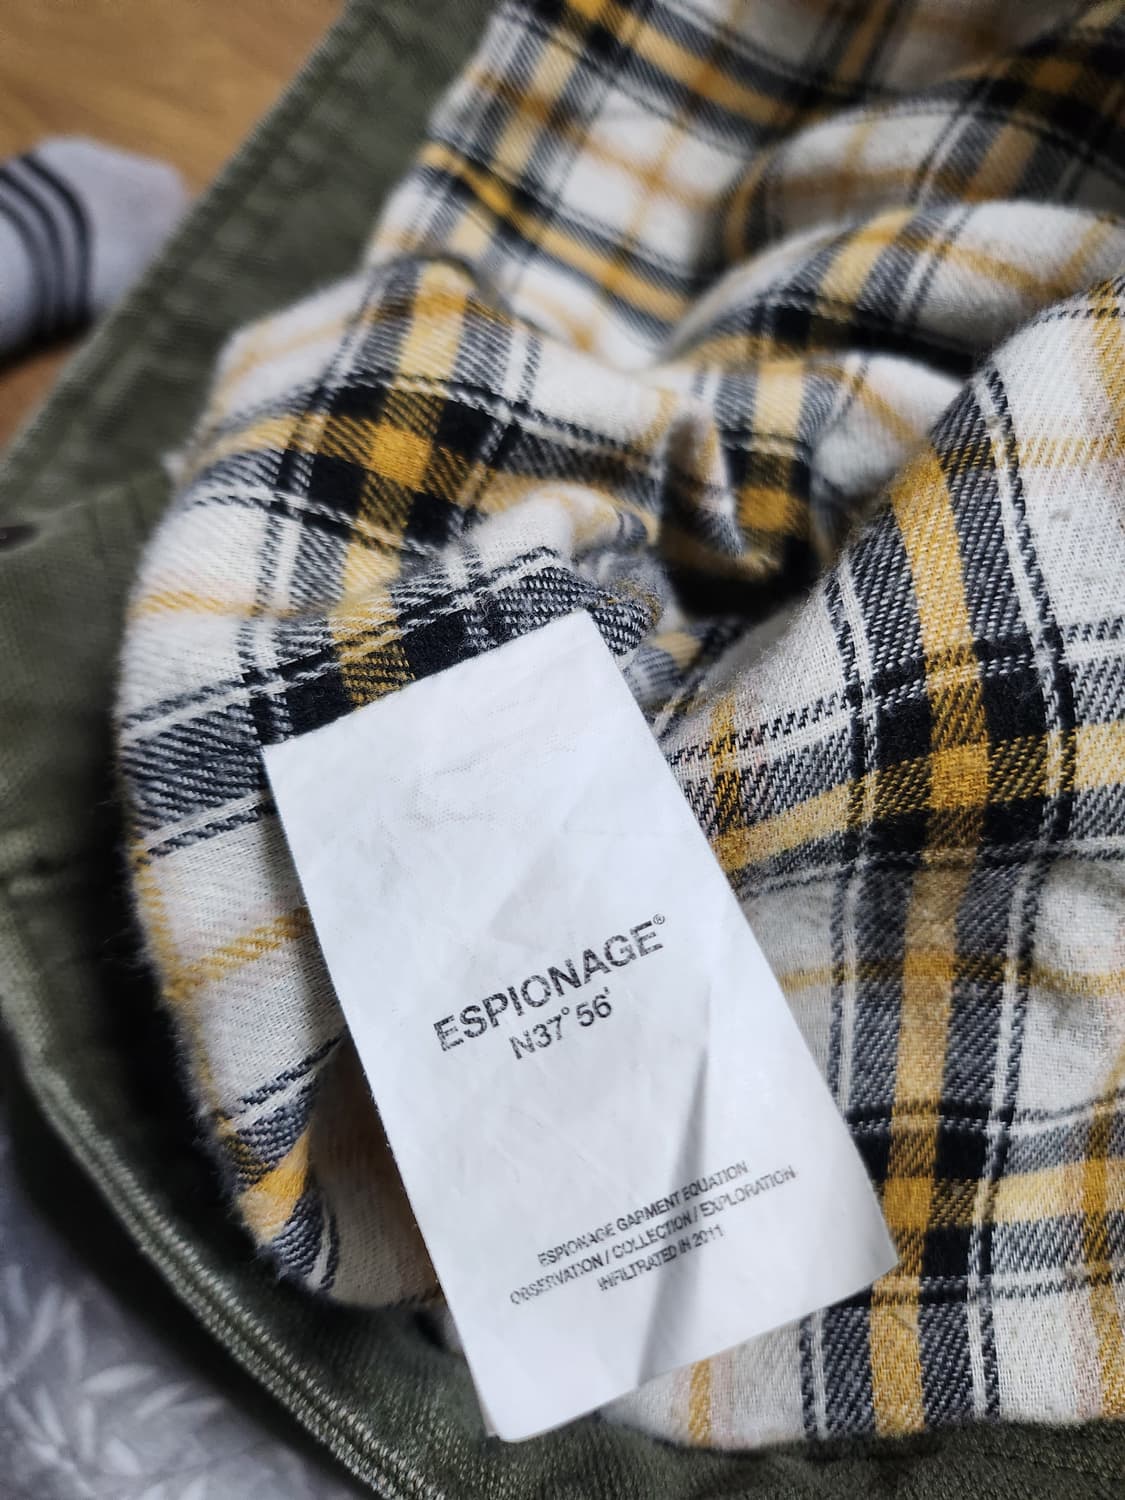 ESPIONAGE®
N37°56'
ESPIONAGE GARMENT EQUATION
OBSERVATION / COLLECTION / EXPLORATION
INFILTRATED IN 2011